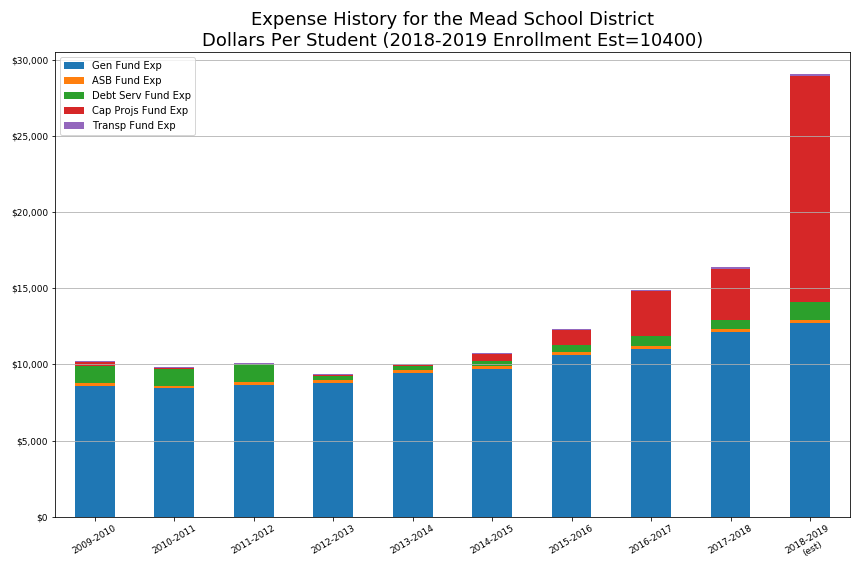 Expense History for the Mead School District
Dollars Per Student (2018-2019 Enrollment Est=10400)
Gen Fund Exp
ASB Fund Exp
Debt Serv Fund Exp
Cap Projs Fund Exp
Transp Fund Exp
$30,000
$25,000
$20,000
$15,000
$10,000
$5,000
$0
2009-2010
2010-2011
2011-2012
2012-2013
2013-2014
2014-2015
2015-2016
2016-2017
2017-2018
2018-2019
(est)